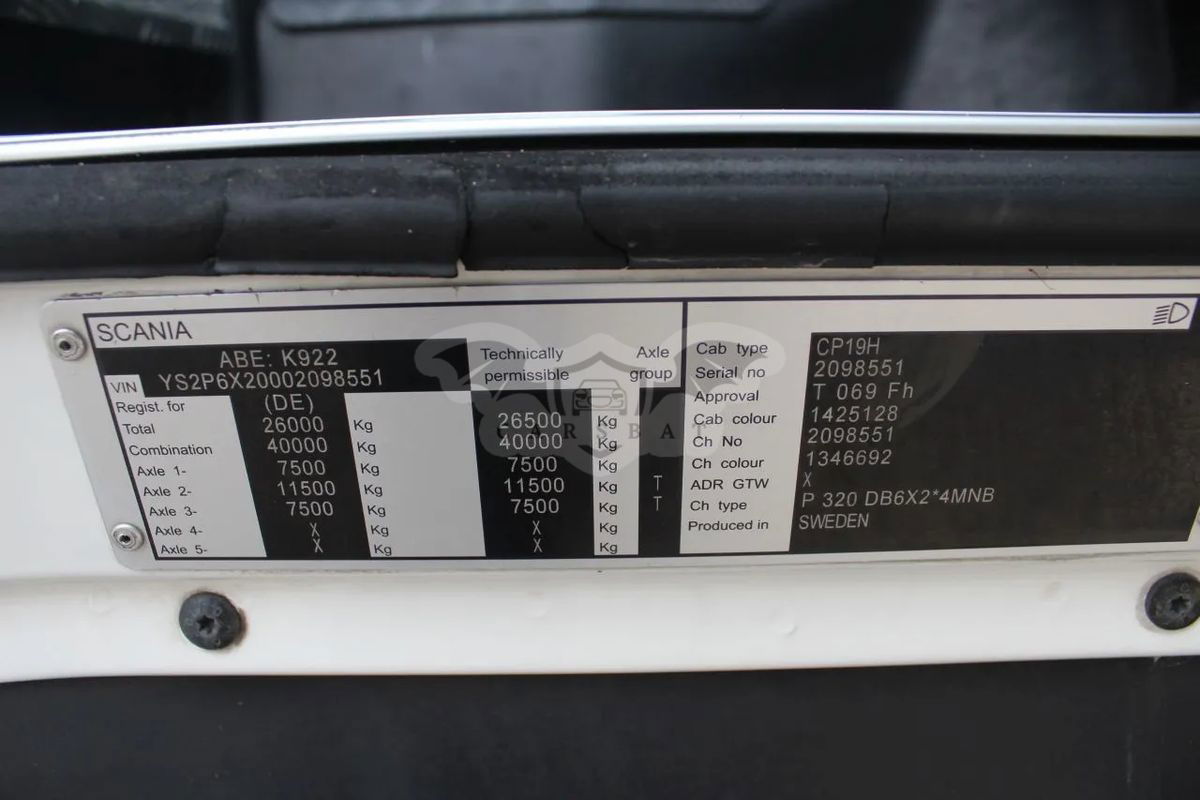 SCANIA
ABE: K922
VIN YS2P6X20002098551
Technically permissible Axle group
Regist. for (DE)
Total 26000 Kg 26500 Kg
Combination 40000 Kg 40000 Kg
Axle 1- 7500 Kg 7500 Kg
Axle 2- 11500 Kg 11500 Kg T
Axle 3- 7500 Kg 7500 Kg T
Axle 4- X Kg X Kg
Axle 5- X Kg X Kg
Cab type CP19H
Serial no 2098551
Approval T 069 Fh
Cab colour 1425128
Ch No 2098551
Ch colour 1346692
ADR GTW X
Ch type P 320 DB6X2*4MNB
Produced in SWEDEN
CARSBAT